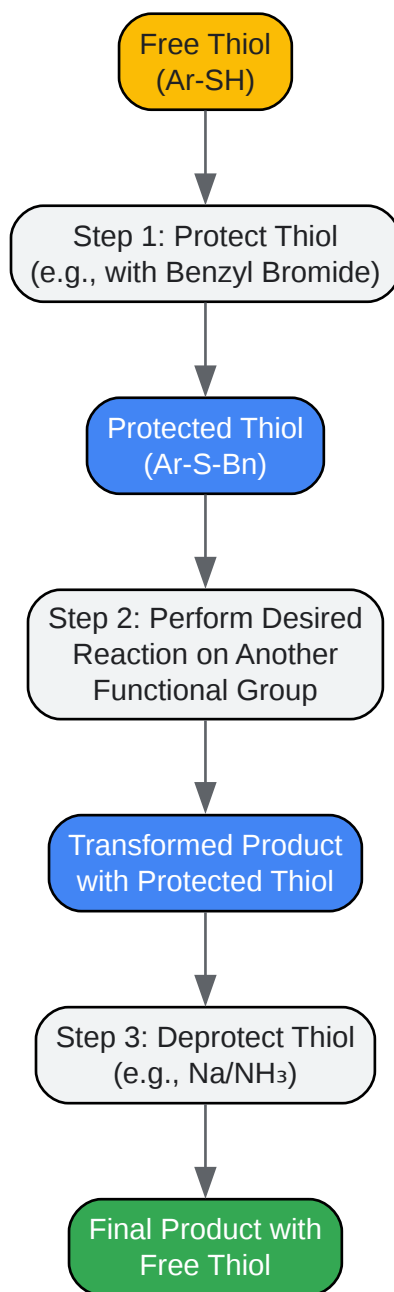 Free Thiol
(Ar-SH)
Step 1: Protect Thiol
(e.g., with Benzyl Bromide)
Protected Thiol
(Ar-S-Bn)
Step 2: Perform Desired
Reaction on Another
Functional Group
Transformed Product
with Protected Thiol
Step 3: Deprotect Thiol
(e.g., Na/NH₃)
Final Product with
Free Thiol